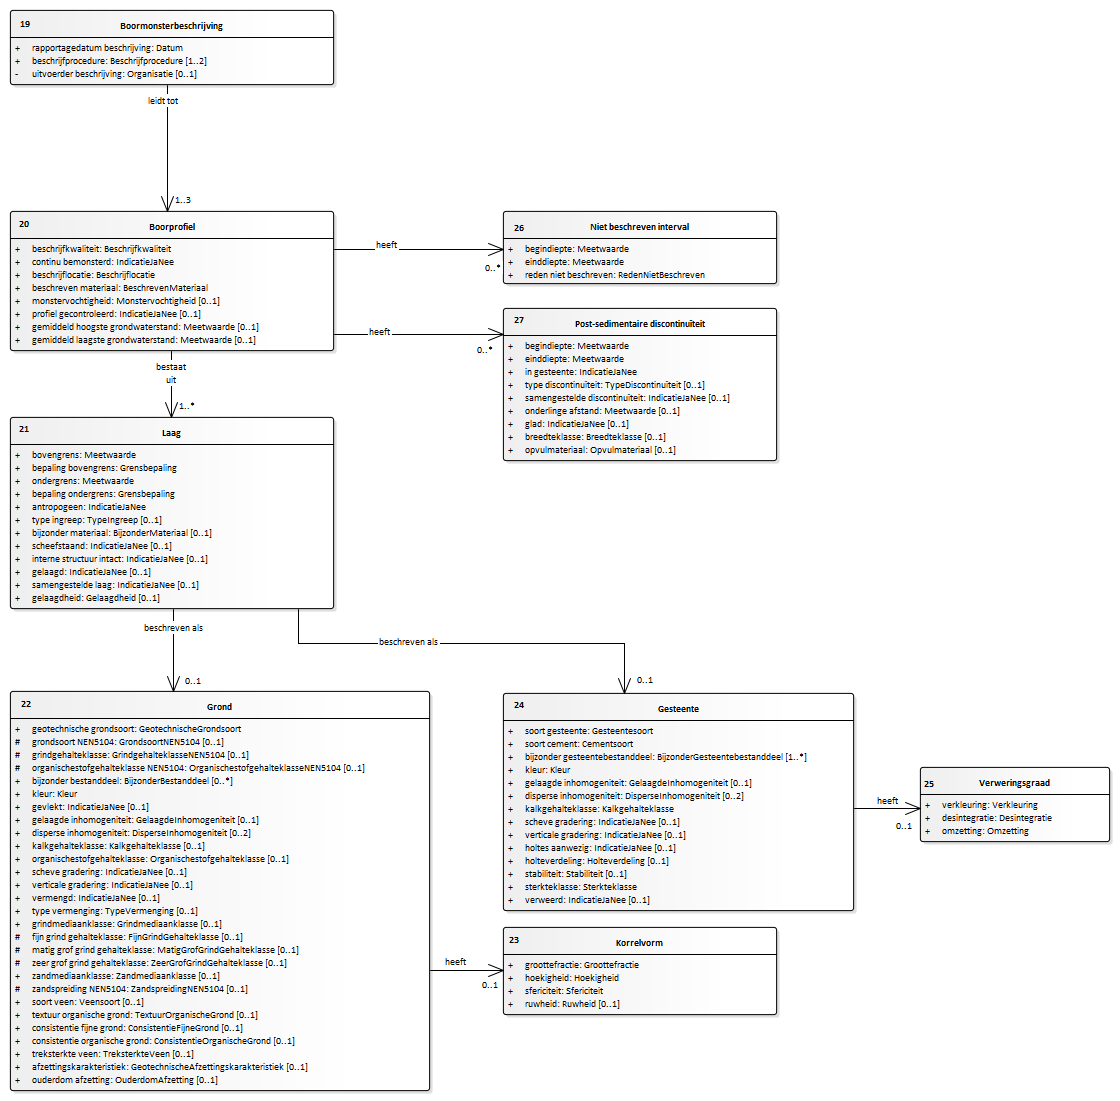 19
Boormonsterbeschrijving
+ rapportagedatum beschrijving: Datum
+ beschrijfprocedure: Beschrijfprocedure [1..2]
- uitvoerder beschrijving: Organisatie [0..1]
leidt tot
1..3
20
Boorprofiel
+ beschrijfkwaliteit: Beschrijfkwaliteit
+ continu bemonsterd: IndicatieJaNee
+ beschrijflocatie: Beschrijflocatie
+ beschreven materiaal: BeschrevenMateriaal
+ monstervochtigheid: Monstervochtigheid [0..1]
+ profiel gecontroleerd: IndicatieJaNee [0..1]
+ gemiddeld hoogste grondwaterstand: Meetwaarde [0..1]
+ gemiddeld laagste grondwaterstand: Meetwaarde [0..1]
heeft
0..*
26
Niet beschreven interval
+ begindiepte: Meetwaarde
+ einddiepte: Meetwaarde
+ reden niet beschreven: RedenNietBeschreven
heeft
0..*
27
Post-sedimentaire discontinuïteit
+ begindiepte: Meetwaarde
+ einddiepte: Meetwaarde
+ in gesteente: IndicatieJaNee
+ type discontinuïteit: TypeDiscontinuïteit [0..1]
+ samengestelde discontinuïteit: IndicatieJaNee [0..1]
+ onderlinge afstand: Meetwaarde [0..1]
+ glad: IndicatieJaNee [0..1]
+ breedteklasse: Breedteklasse [0..1]
+ opvulmateriaal: Opvulmateriaal [0..1]
bestaat
uit
1..*
21
Laag
+ bovengrens: Meetwaarde
+ bepaling bovengrens: Grensbepaling
+ ondergrens: Meetwaarde
+ bepaling ondergrens: Grensbepaling
+ antropogeen: IndicatieJaNee
+ type ingreep: TypeIngreep [0..1]
+ bijzonder materiaal: BijzonderMateriaal [0..1]
+ scheefstaand: IndicatieJaNee [0..1]
+ interne structuur intact: IndicatieJaNee [0..1]
+ gelaagd: IndicatieJaNee [0..1]
+ samengestelde laag: IndicatieJaNee [0..1]
+ gelaagdheid: Gelaagdheid [0..1]
beschreven als
0..1
beschreven als
0..1
22
Grond
+ geotechnische grondsoort: GeotechnischeGrondsoort
# grondsoort NEN5104: GrondsoortNEN5104 [0..1]
# grindgehalteklasse: GrindgehalteklasseNEN5104 [0..1]
# organischestofgehalteklasse NEN5104: OrganischestofgehalteklasseNEN5104 [0..1]
+ bijzonder bestanddeel: BijzonderBestanddeel [0..*]
+ kleur: Kleur
+ gevlekt: IndicatieJaNee [0..1]
+ gelaagde inhomogeniteit: GelaagdeInhomogeniteit [0..1]
+ disperse inhomogeniteit: DisperseInhomogeniteit [0..2]
+ kalkgehalteklasse: Kalkgehalteklasse [0..1]
+ organischestofgehalteklasse: Organischestofgehalteklasse [0..1]
+ scheve gradering: IndicatieJaNee [0..1]
+ verticale gradering: IndicatieJaNee [0..1]
+ vermengd: IndicatieJaNee [0..1]
+ type vermenging: TypeVermenging [0..1]
+ grindmediaanklasse: Grindmediaanklasse [0..1]
# fijn grind gehalteklasse: FijnGrindGehalteklasse [0..1]
# matig grof grind gehalteklasse: MatigGrofGrindGehalteklasse [0..1]
# zeer grof grind gehalteklasse: ZeerGrofGrindGehalteklasse [0..1]
+ zandmediaanklasse: Zandmediaanklasse [0..1]
# zandspreiding NEN5104: ZandspreidingNEN5104 [0..1]
+ soort veen: Veensoort [0..1]
+ textuur organische grond: TextuurOrganischeGrond [0..1]
+ consistentie fijne grond: ConsistentieFijneGrond [0..1]
+ consistentie organische grond: ConsistentieOrganischeGrond [0..1]
+ treksterkte veen: TreksterkteVeen [0..1]
+ afzettingskarakteristiek: GeotechnischeAfzettingskarakteristiek [0..1]
+ ouderdom afzetting: OuderdomAfzetting [0..1]
24
Gesteente
+ soort gesteente: Gesteentesoort
+ soort cement: Cementsoort
+ bijzonder gesteentebestanddeel: BijzonderGesteentebestanddeel [1..*]
+ kleur: Kleur
+ gelaagde inhomogeniteit: GelaagdeInhomogeniteit [0..1]
+ disperse inhomogeniteit: DisperseInhomogeniteit [0..2]
+ kalkgehalteklasse: Kalkgehalteklasse
+ scheve gradering: IndicatieJaNee [0..1]
+ verticale gradering: IndicatieJaNee [0..1]
+ holtes aanwezig: IndicatieJaNee [0..1]
+ holteverdeling: Holteverdeling [0..1]
+ stabiliteit: Stabiliteit [0..1]
+ sterkteklasse: Sterkteklasse
+ verweerd: IndicatieJaNee [0..1]
heeft
0..1
25
Verweringsgraad
+ verkleuring: Verkleuring
+ desintegratie: Desintegratie
+ omzetting: Omzetting
heeft
0..1
23
Korrelvorm
+ groottefractie: Groottefractie
+ hoekigheid: Hoekigheid
+ sfericiteit: Sfericiteit
+ ruwheid: Ruwheid [0..1]